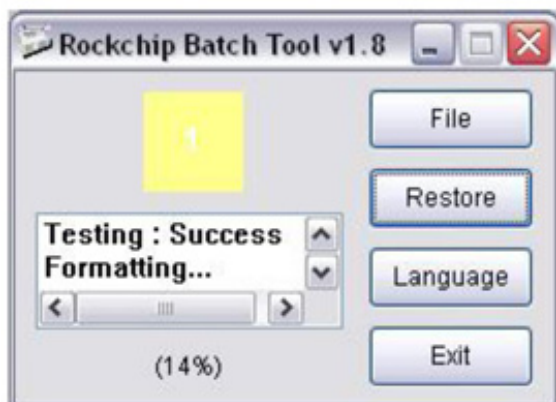 Rockchip Batch Tool v1.8
1
File
Testing : Success
Formatting...
Restore
Language
(14%)
Exit